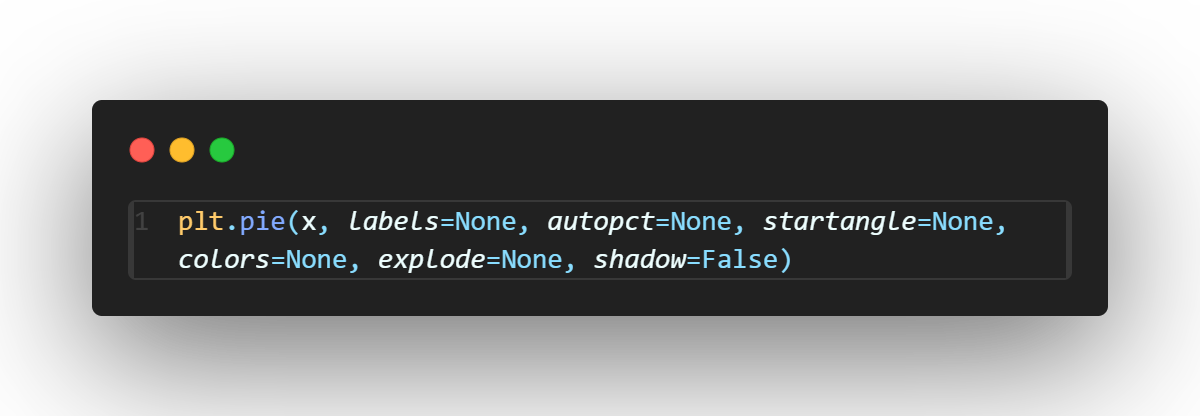 1 plt.pie(x, labels=None, autopct=None, startangle=None,
colors=None, explode=None, shadow=False)